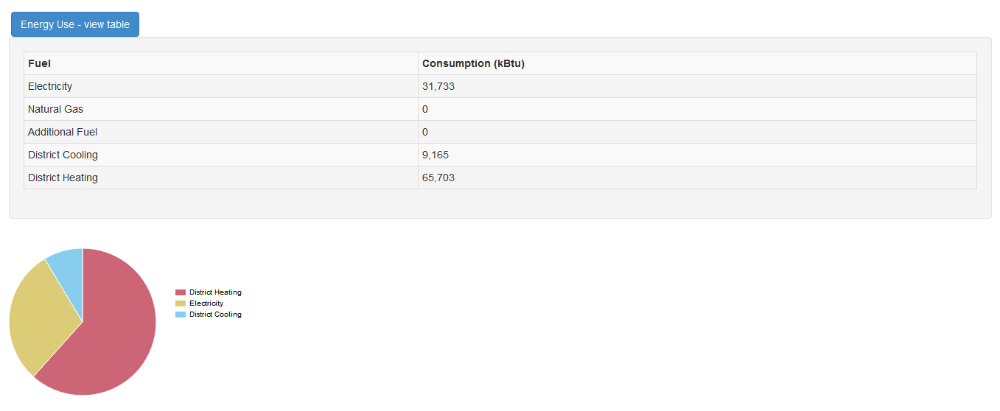 Energy Use - view table
Fuel Consumption (kBtu)
Electricity 31,733
Natural Gas 0
Additional Fuel 0
District Cooling 9,165
District Heating 65,703
District Heating
Electricity
District Cooling